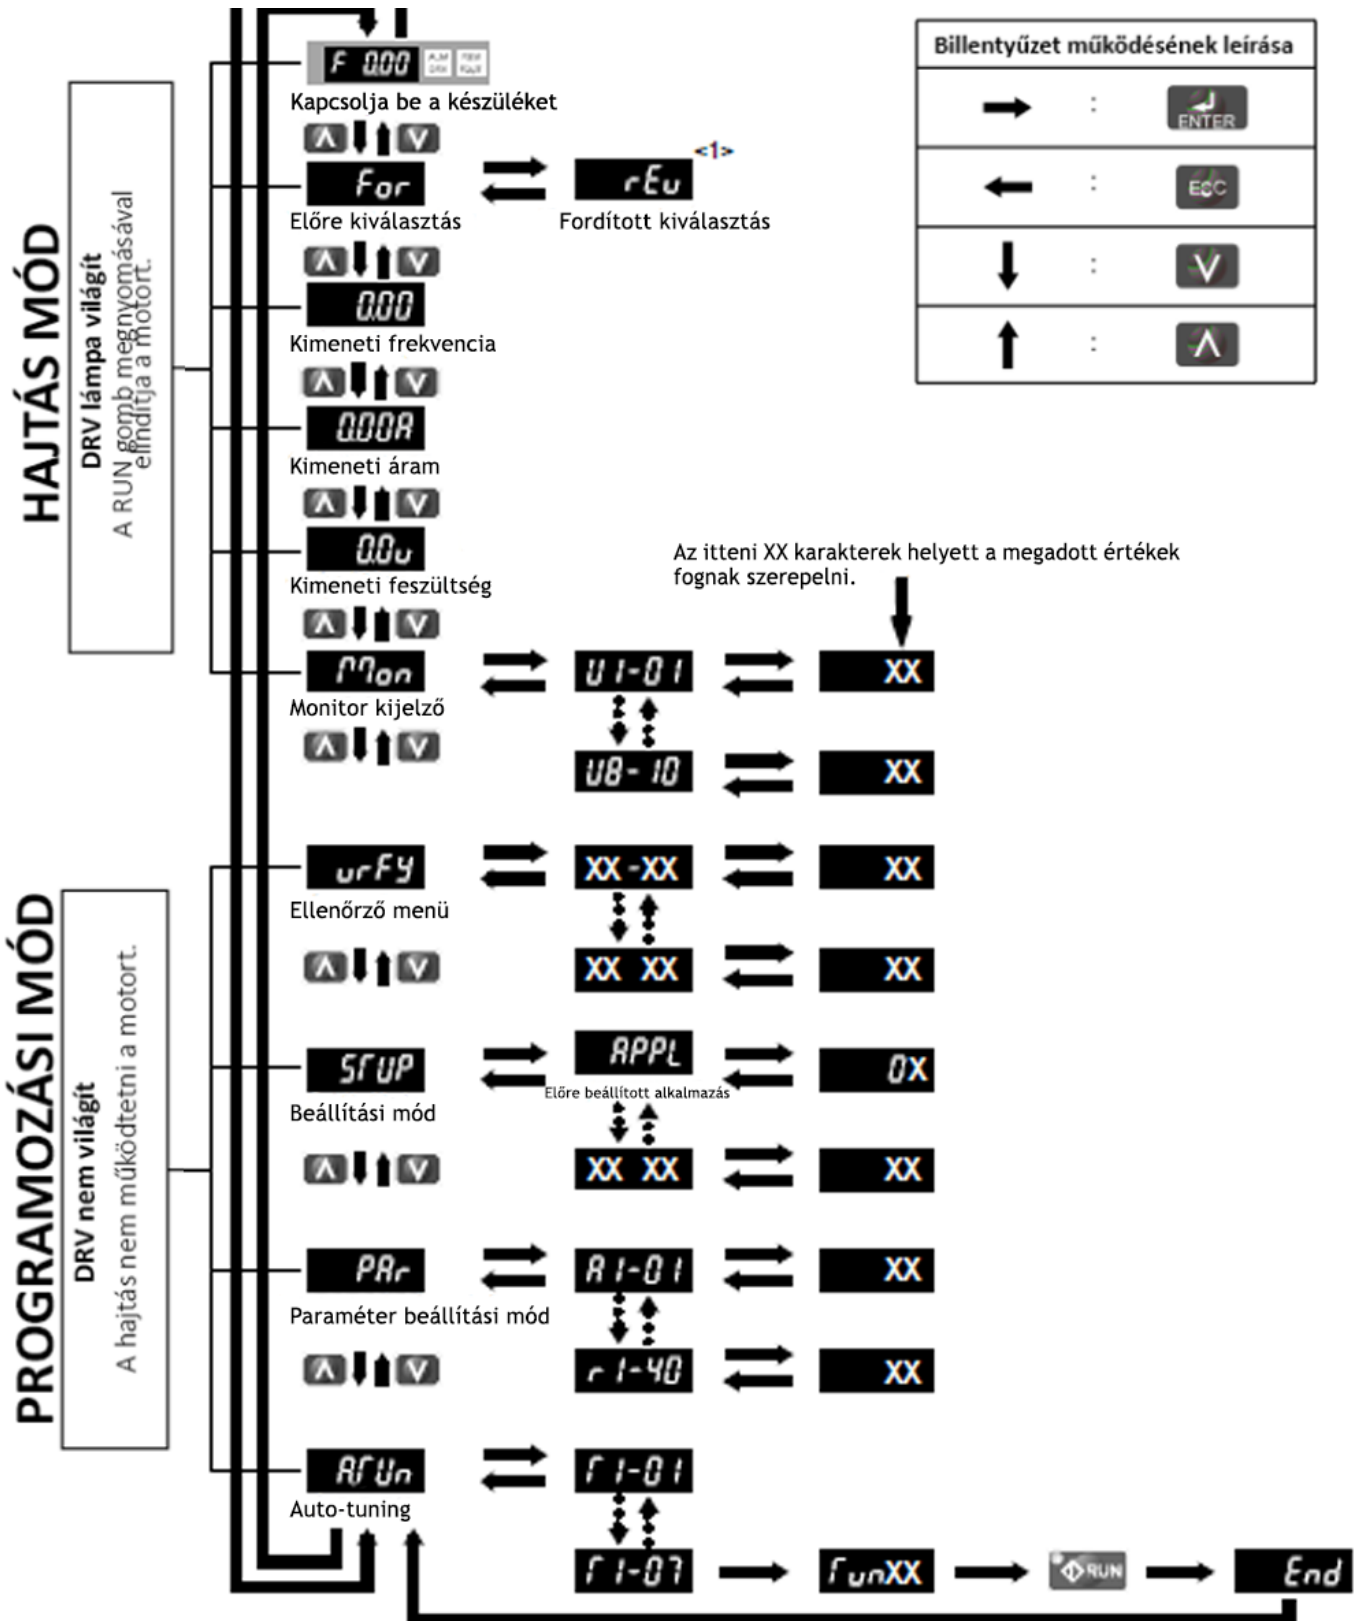 F 0.00
Kapcsolja be a készüléket
For
rEv
<1>
Előre kiválasztás
Fordított kiválasztás
0.00
Kimeneti frekvencia
0.00A
Kimeneti áram
0.0v
Kimeneti feszültség
Mon
U1-01
XX
Monitor kijelző
U8-10
XX
Az itteni XX karakterek helyett a megadott értékek
fognak szerepelni.
Billentyűzet működésének leírása
:
ENTER
:
ESC
:
:
HAJTÁS MÓD
DRV lámpa világít
A RUN gomb megnyomásával
elindítja a motort.
PROGRAMOZÁSI MÓD
DRV nem világít
A hajtás nem működtetni a motort.
vrFY
XX -XX
XX
Ellenőrző menü
XX XX
XX
STUP
APPL
0X
Beállítási mód
Előre beállított alkalmazás
XX XX
XX
PAr
A1-01
XX
Paraméter beállítási mód
r1-40
XX
ATUn
T1-01
Auto-tuning
T1-07
TunXX
RUN
End